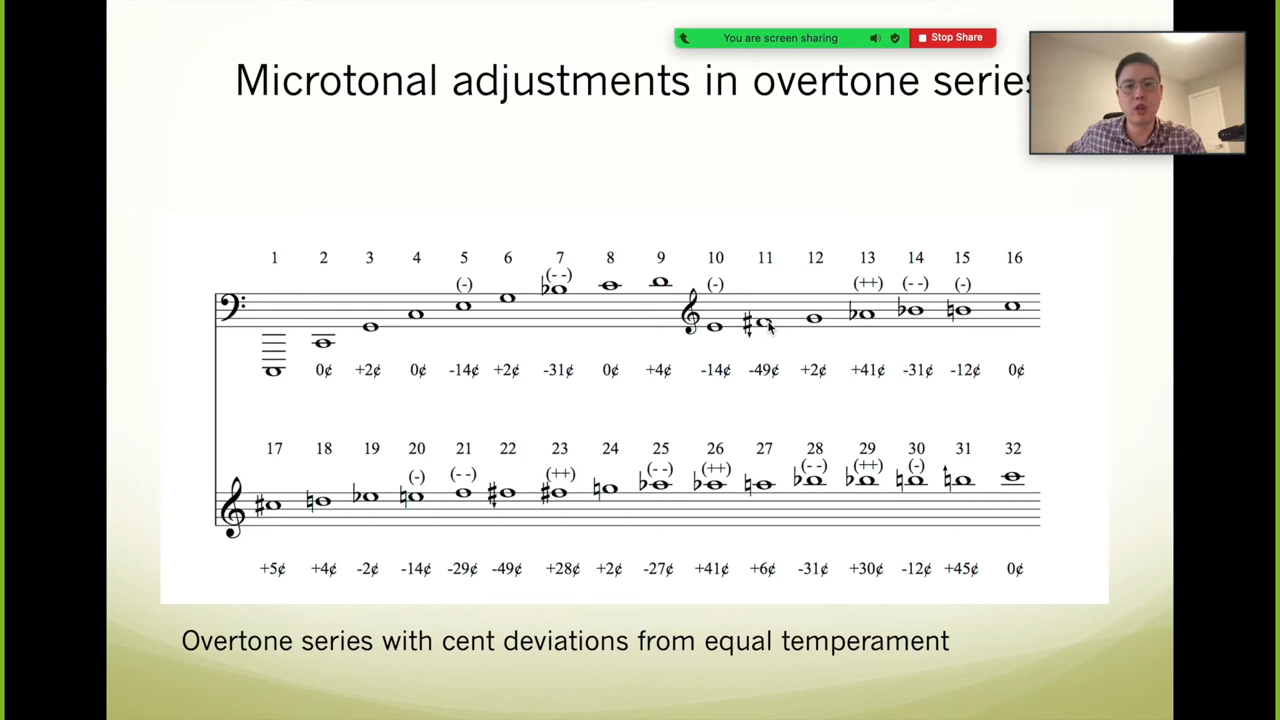 You are screen sharing
Stop Share
Microtonal adjustments in overtone series
1 2 3 4 5 6 7 8 9 10 11 12 13 14 15 16
(-) (- -) (-) (++) (- -) (-)
0¢ +2¢ 0¢ -14¢ +2¢ -31¢ 0¢ +4¢ -14¢ -49¢ +2¢ +41¢ -31¢ -12¢ 0¢
17 18 19 20 21 22 23 24 25 26 27 28 29 30 31 32
(-) (- -) (++) (- -) (++) (- -) (++) (-)
+5¢ +4¢ -2¢ -14¢ -29¢ -49¢ +28¢ +2¢ -27¢ +41¢ +6¢ -31¢ +30¢ -12¢ +45¢ 0¢
Overtone series with cent deviations from equal temperament